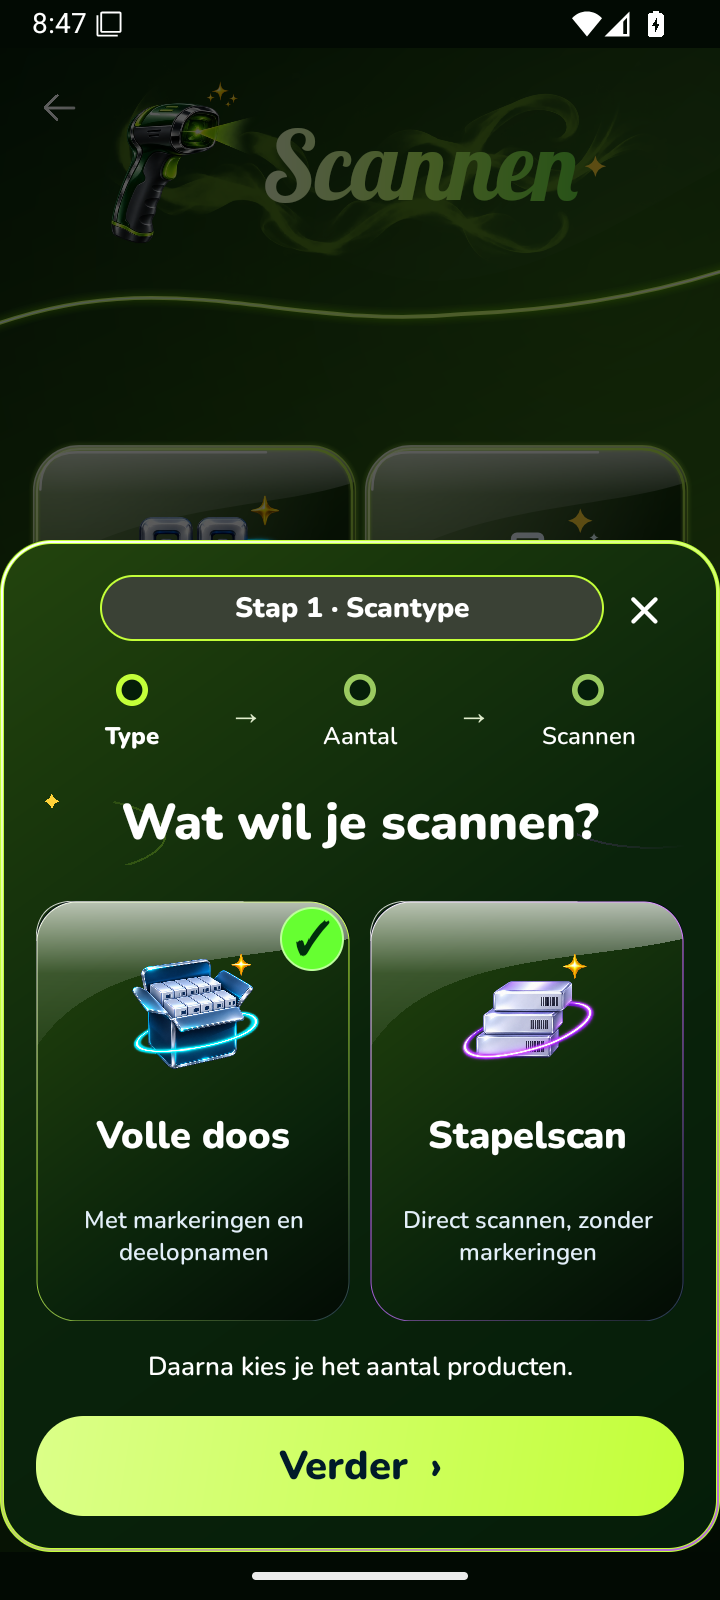 8:47
Scannen
Stap 1 · Scantype
Type
→
Aantal
→
Scannen
Wat wil je scannen?
Volle doos
Stapelscan
Met markeringen en
deelopnamen
Direct scannen, zonder
markeringen
Daarna kies je het aantal producten.
Verder ›